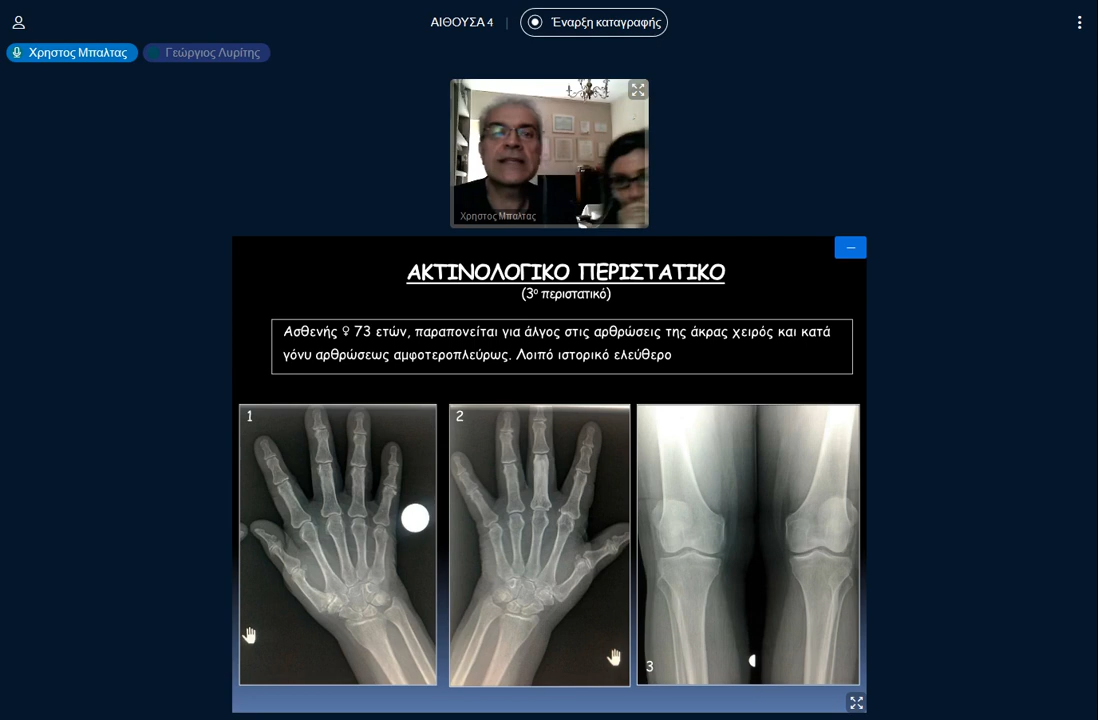 ΑΙΘΟΥΣΑ 4 | Έναρξη καταγραφής
Χρηστος Μπαλτας Γεώργιος Λυρίτης
Χρηστος Μπαλτας
ΑΚΤΙΝΟΛΟΓΙΚΟ ΠΕΡΙΣΤΑΤΙΚΟ
(3ο περιστατικό)
Ασθενής ♀ 73 ετών, παραπονείται για άλγος στις αρθρώσεις της άκρας χειρός και κατά
γόνυ αρθρώσεως αμφοτεροπλεύρως. Λοιπό ιστορικό ελεύθερο
1
2
3